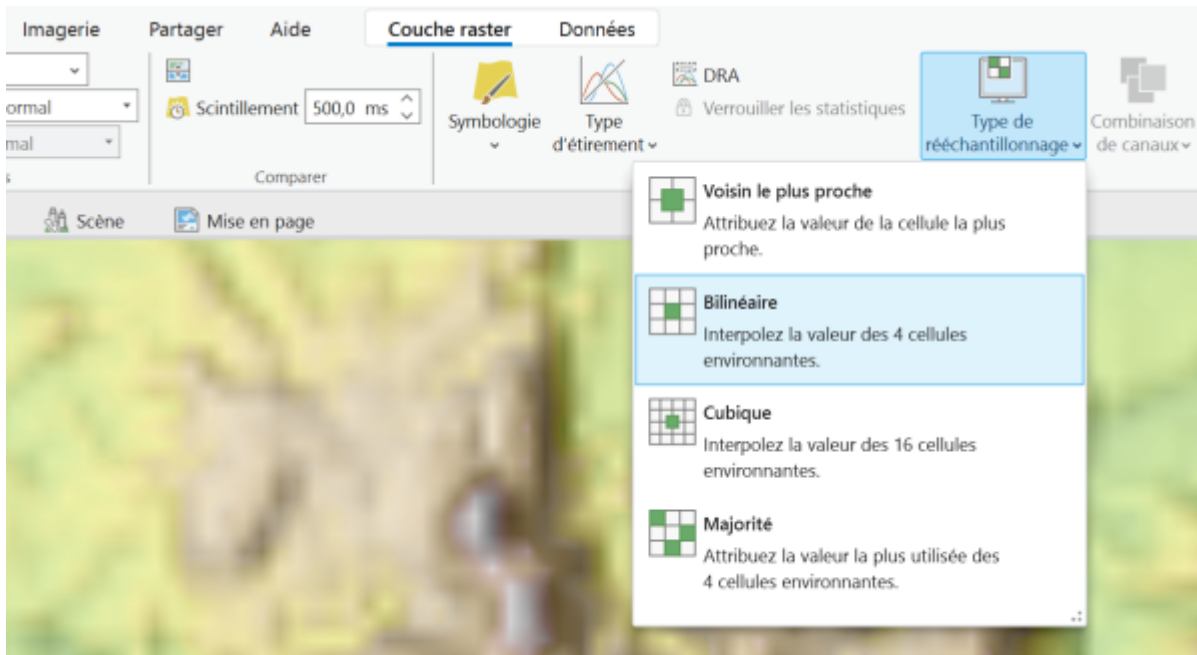 Imagerie Partager Aide Couche raster Données
ormal
mal
s
Scintillement 500,0 ms
Comparer
Symbologie
Type
d'étirement
DRA
Verrouiller les statistiques
Type de
rééchantillonnage
Combinaison
de canaux
Scène Mise en page
Voisin le plus proche
Attribuez la valeur de la cellule la plus
proche.
Bilinéaire
Interpolez la valeur des 4 cellules
environnantes.
Cubique
Interpolez la valeur des 16 cellules
environnantes.
Majorité
Attribuez la valeur la plus utilisée des
4 cellules environnantes.